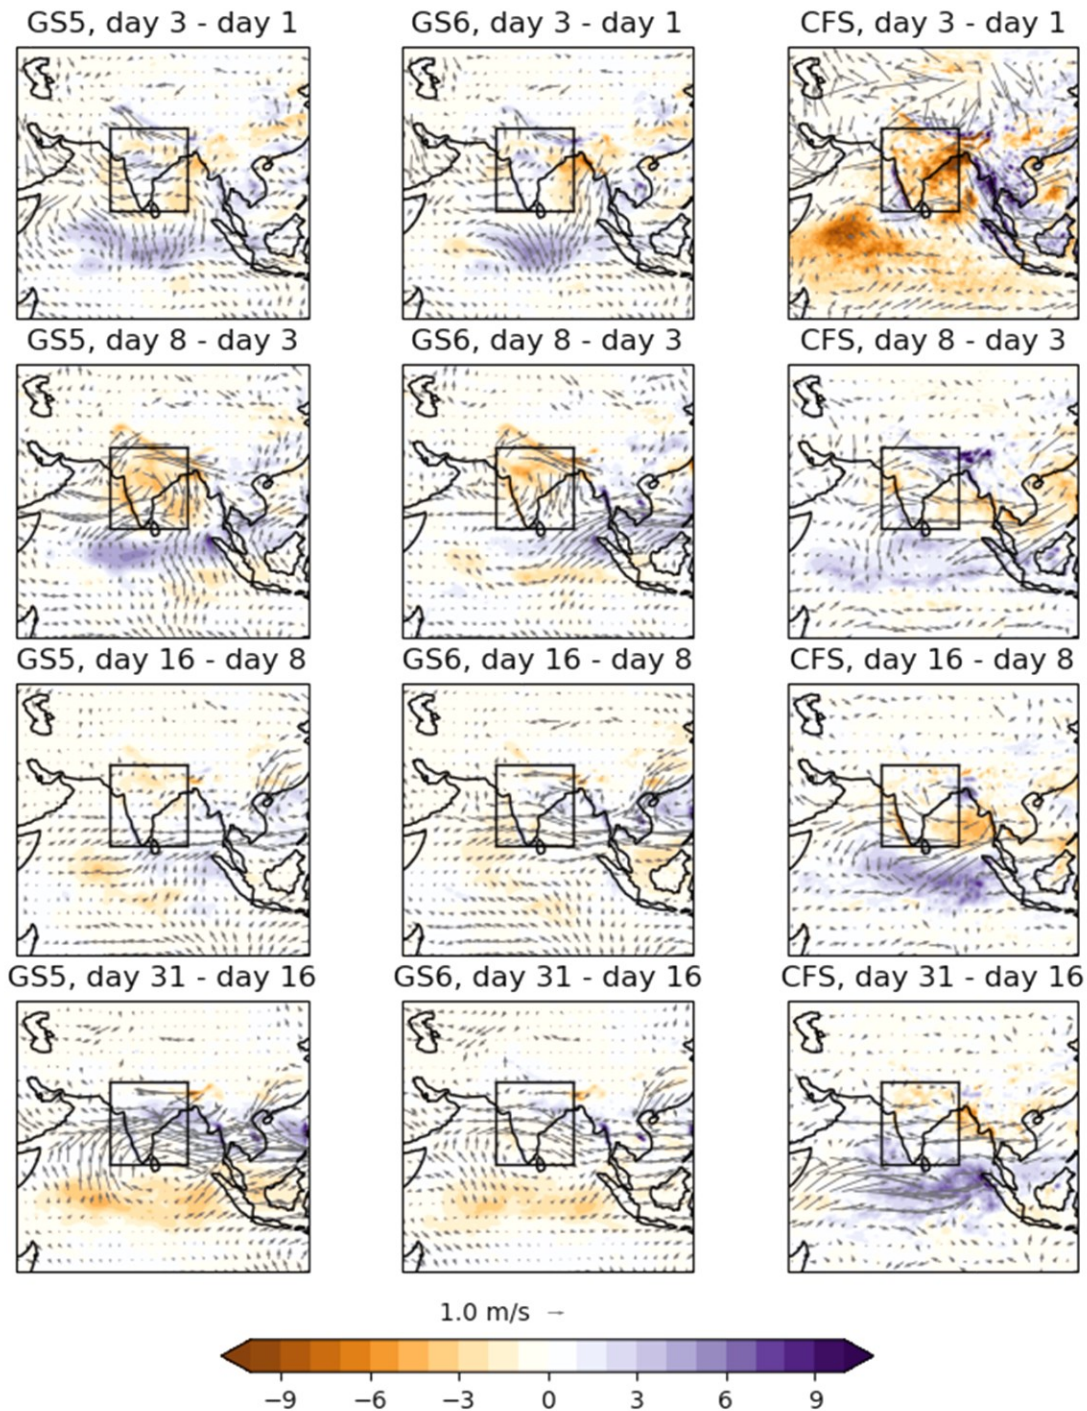 GS5, day 3 - day 1
GS6, day 3 - day 1
CFS, day 3 - day 1
GS5, day 8 - day 3
GS6, day 8 - day 3
CFS, day 8 - day 3
GS5, day 16 - day 8
GS6, day 16 - day 8
CFS, day 16 - day 8
GS5, day 31 - day 16
GS6, day 31 - day 16
CFS, day 31 - day 16
1.0 m/s
−9 −6 −3 0 3 6 9